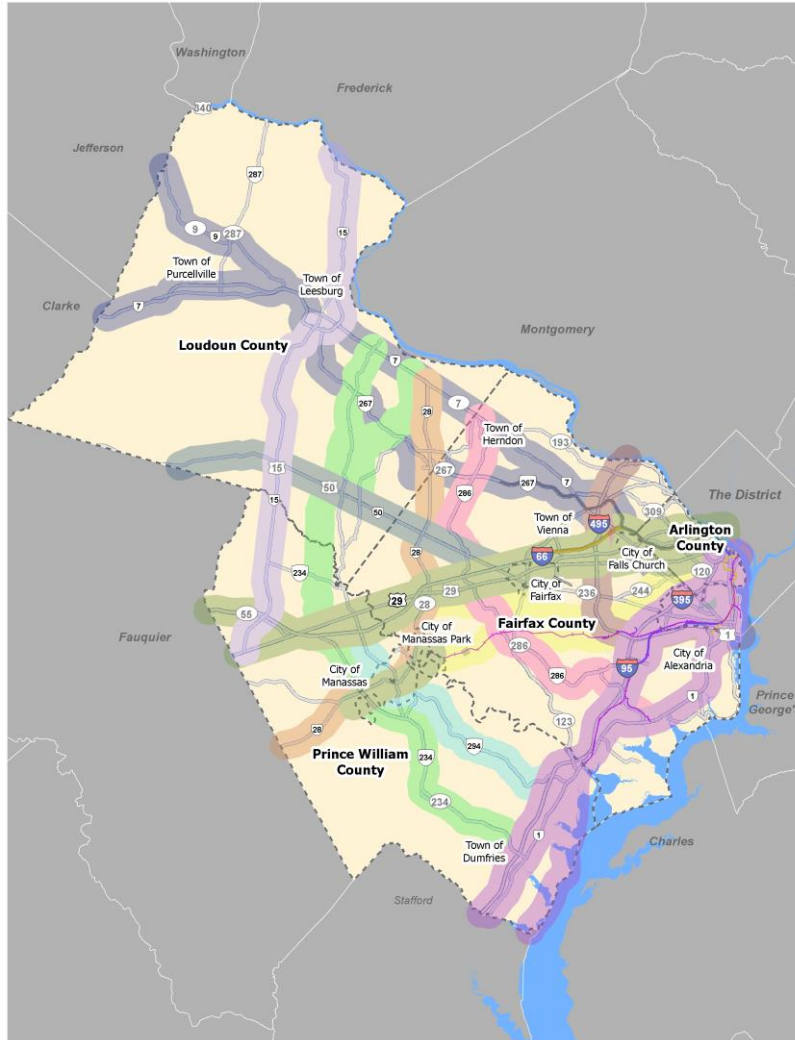 Washington
Frederick
340
Jefferson
287
9
9
287
15
Town of
Purcellville
Town of
Leesburg
Clarke
7
Montgomery
Loudoun County
7
267
28
7
Town of
Herndon
193
15
50
267
286
267
7
15
50
Town of
Vienna
495
309
The District
Arlington
County
28
66
City of
Falls Church
120
234
29
29
City of
Fairfax
236
244
395
55
28
Fauquier
City of
Manassas Park
Fairfax County
1
286
City of
Alexandria
City of
Manassas
286
95
1
Prince
George'
28
123
Prince William
County
234
294
234
1
Town of
Dumfries
Charles
Stafford